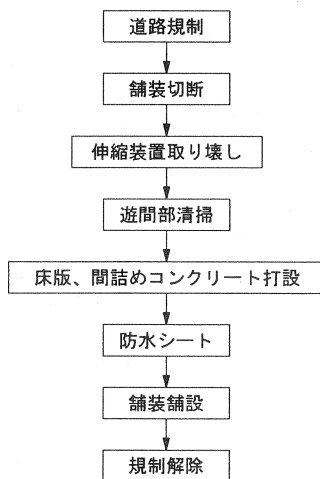 道路規制
舗装切断
伸縮装置取り壊し
遊間部清掃
床版、間詰めコンクリート打設
防水シート
舗装舗設
規制解除